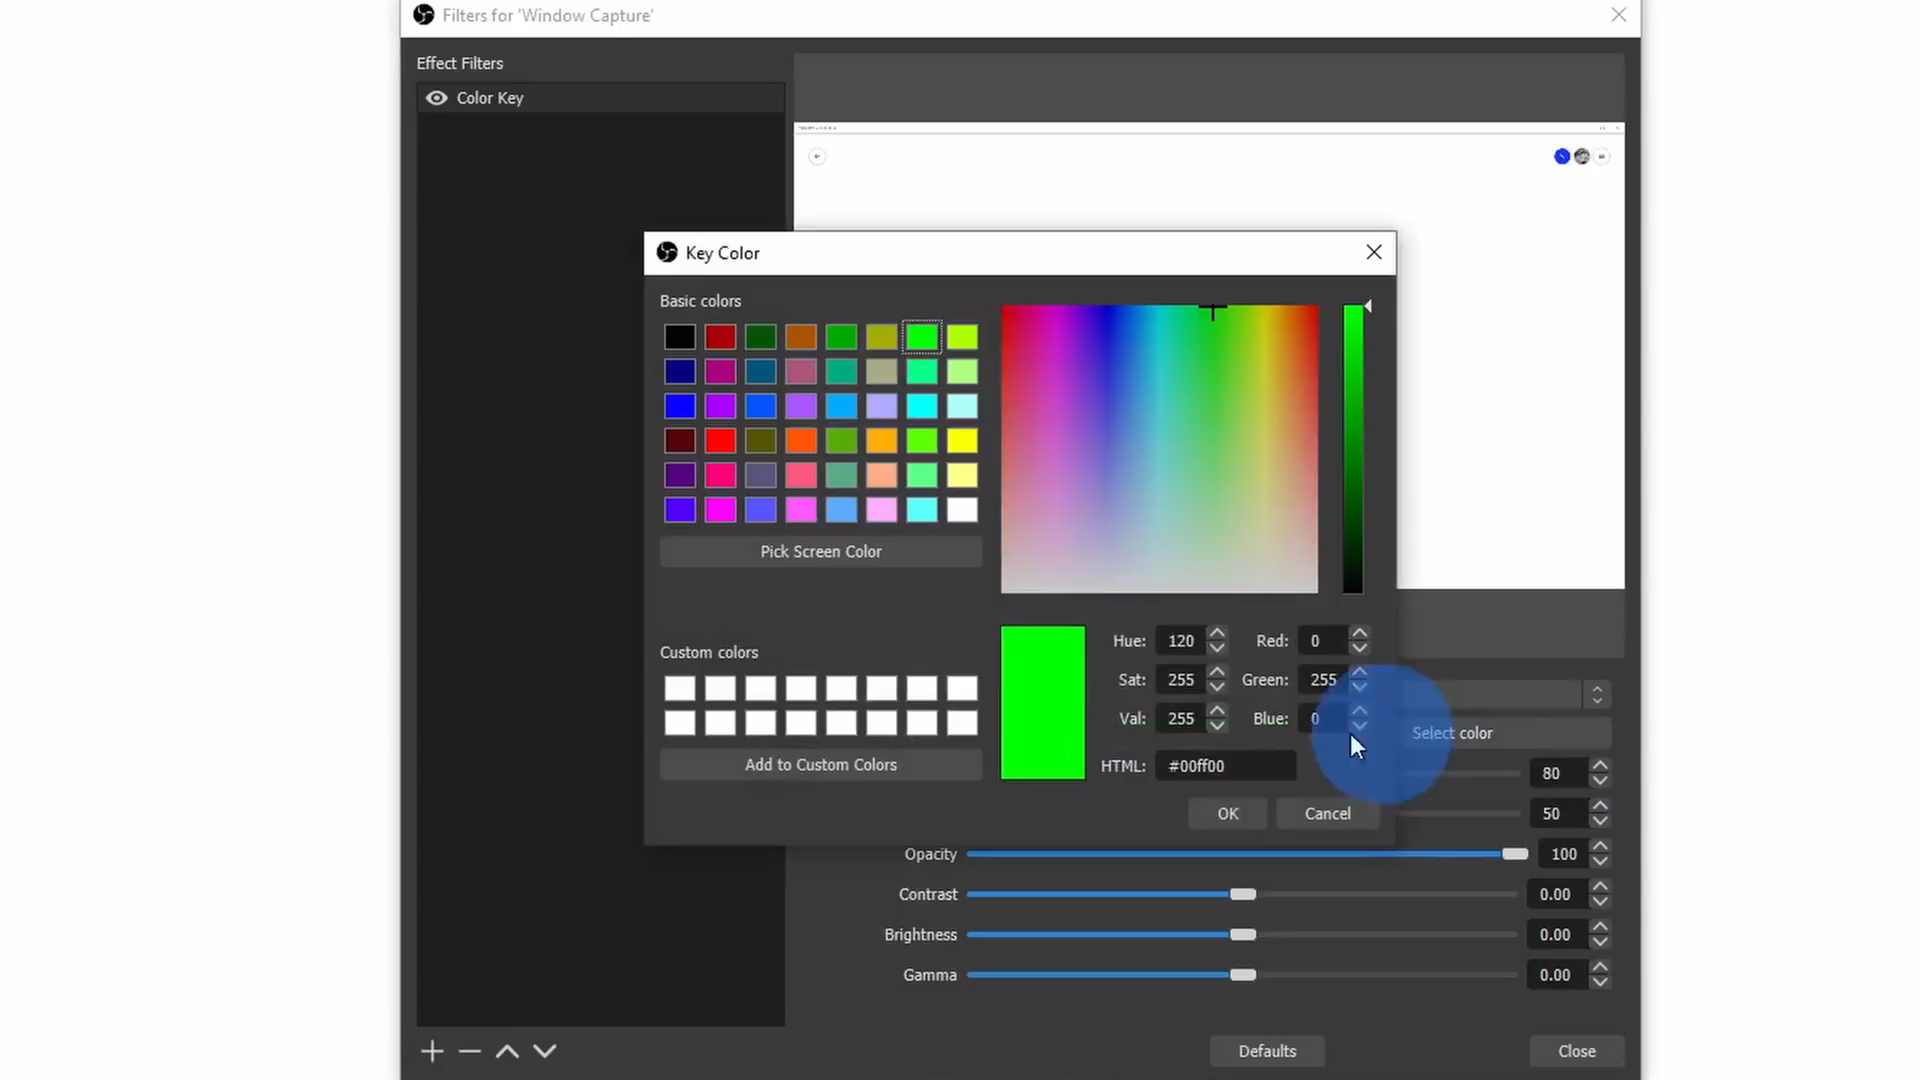 Filters for 'Window Capture'
Effect Filters
Color Key
Key Color
Basic colors
Pick Screen Color
Custom colors
Add to Custom Colors
Hue: 120 Red: 0
Sat: 255 Green: 255
Val: 255 Blue: 0
HTML: #00ff00
OK Cancel
Select color
80
50
Opacity 100
Contrast 0.00
Brightness 0.00
Gamma 0.00
Defaults Close